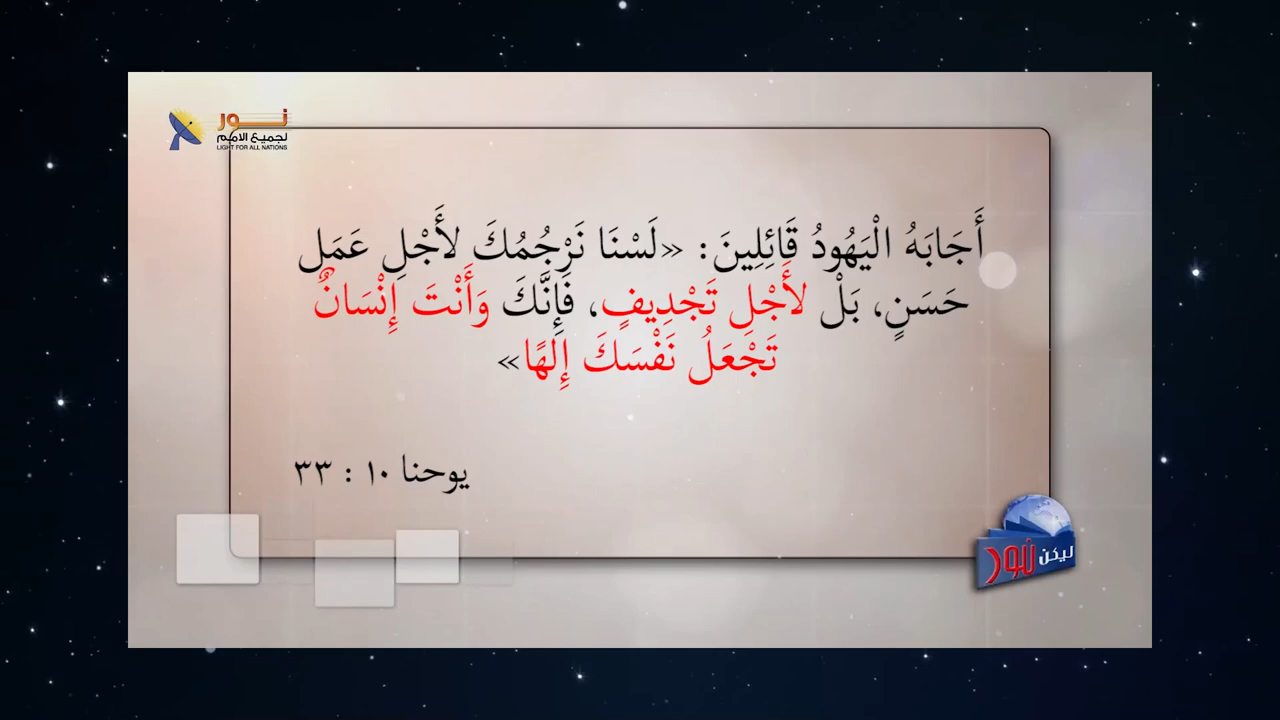 نور
لجميع الامم
LIGHT FOR ALL NATIONS
أَجَابَهُ الْيَهُودُ قَائِلِينَ: «لَسْنَا نَرْجُمُكَ لأَجْلِ عَمَل
حَسَنٍ، بَلْ لأَجْلِ تَجْدِيفٍ، فَإِنَّكَ وَأَنْتَ إِنْسَانٌ
تَجْعَلُ نَفْسَكَ إِلهًا»
يوحنا ١٠ : ٣٣
ليكن نور